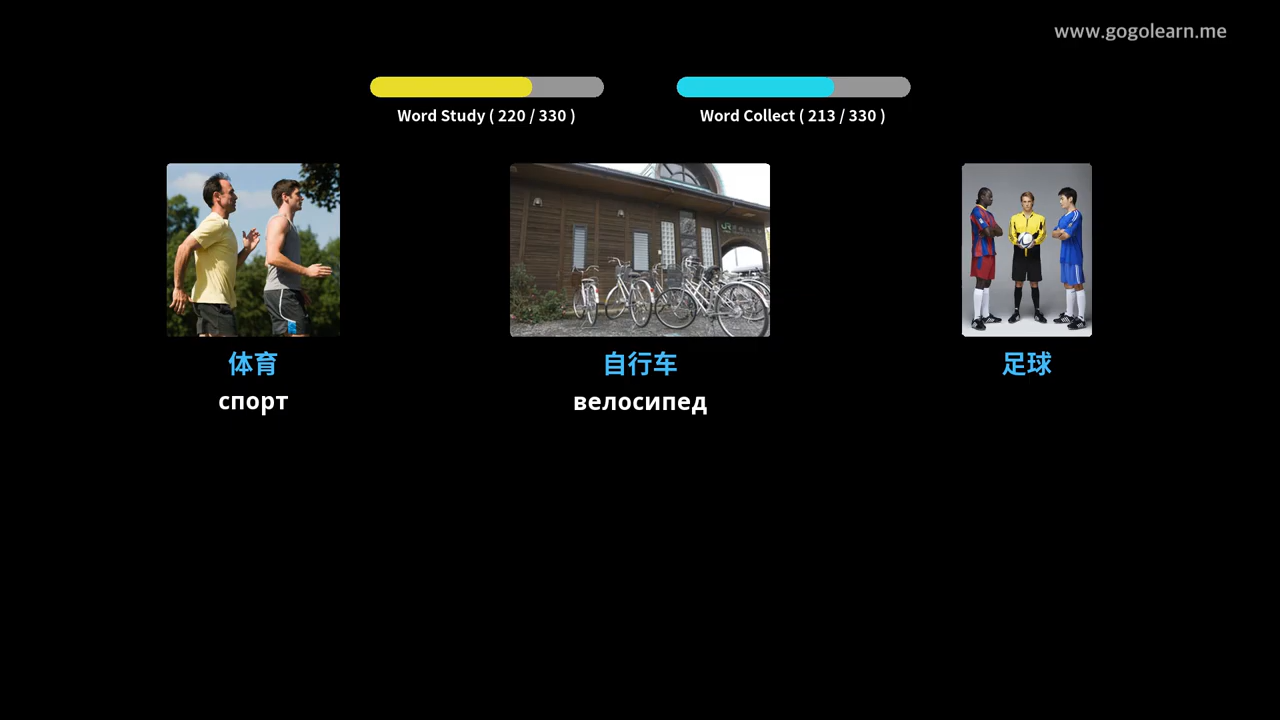 www.gogolearn.me
Word Study ( 220 / 330 )
Word Collect ( 213 / 330 )
体育
自行车
足球
спорт
велосипед